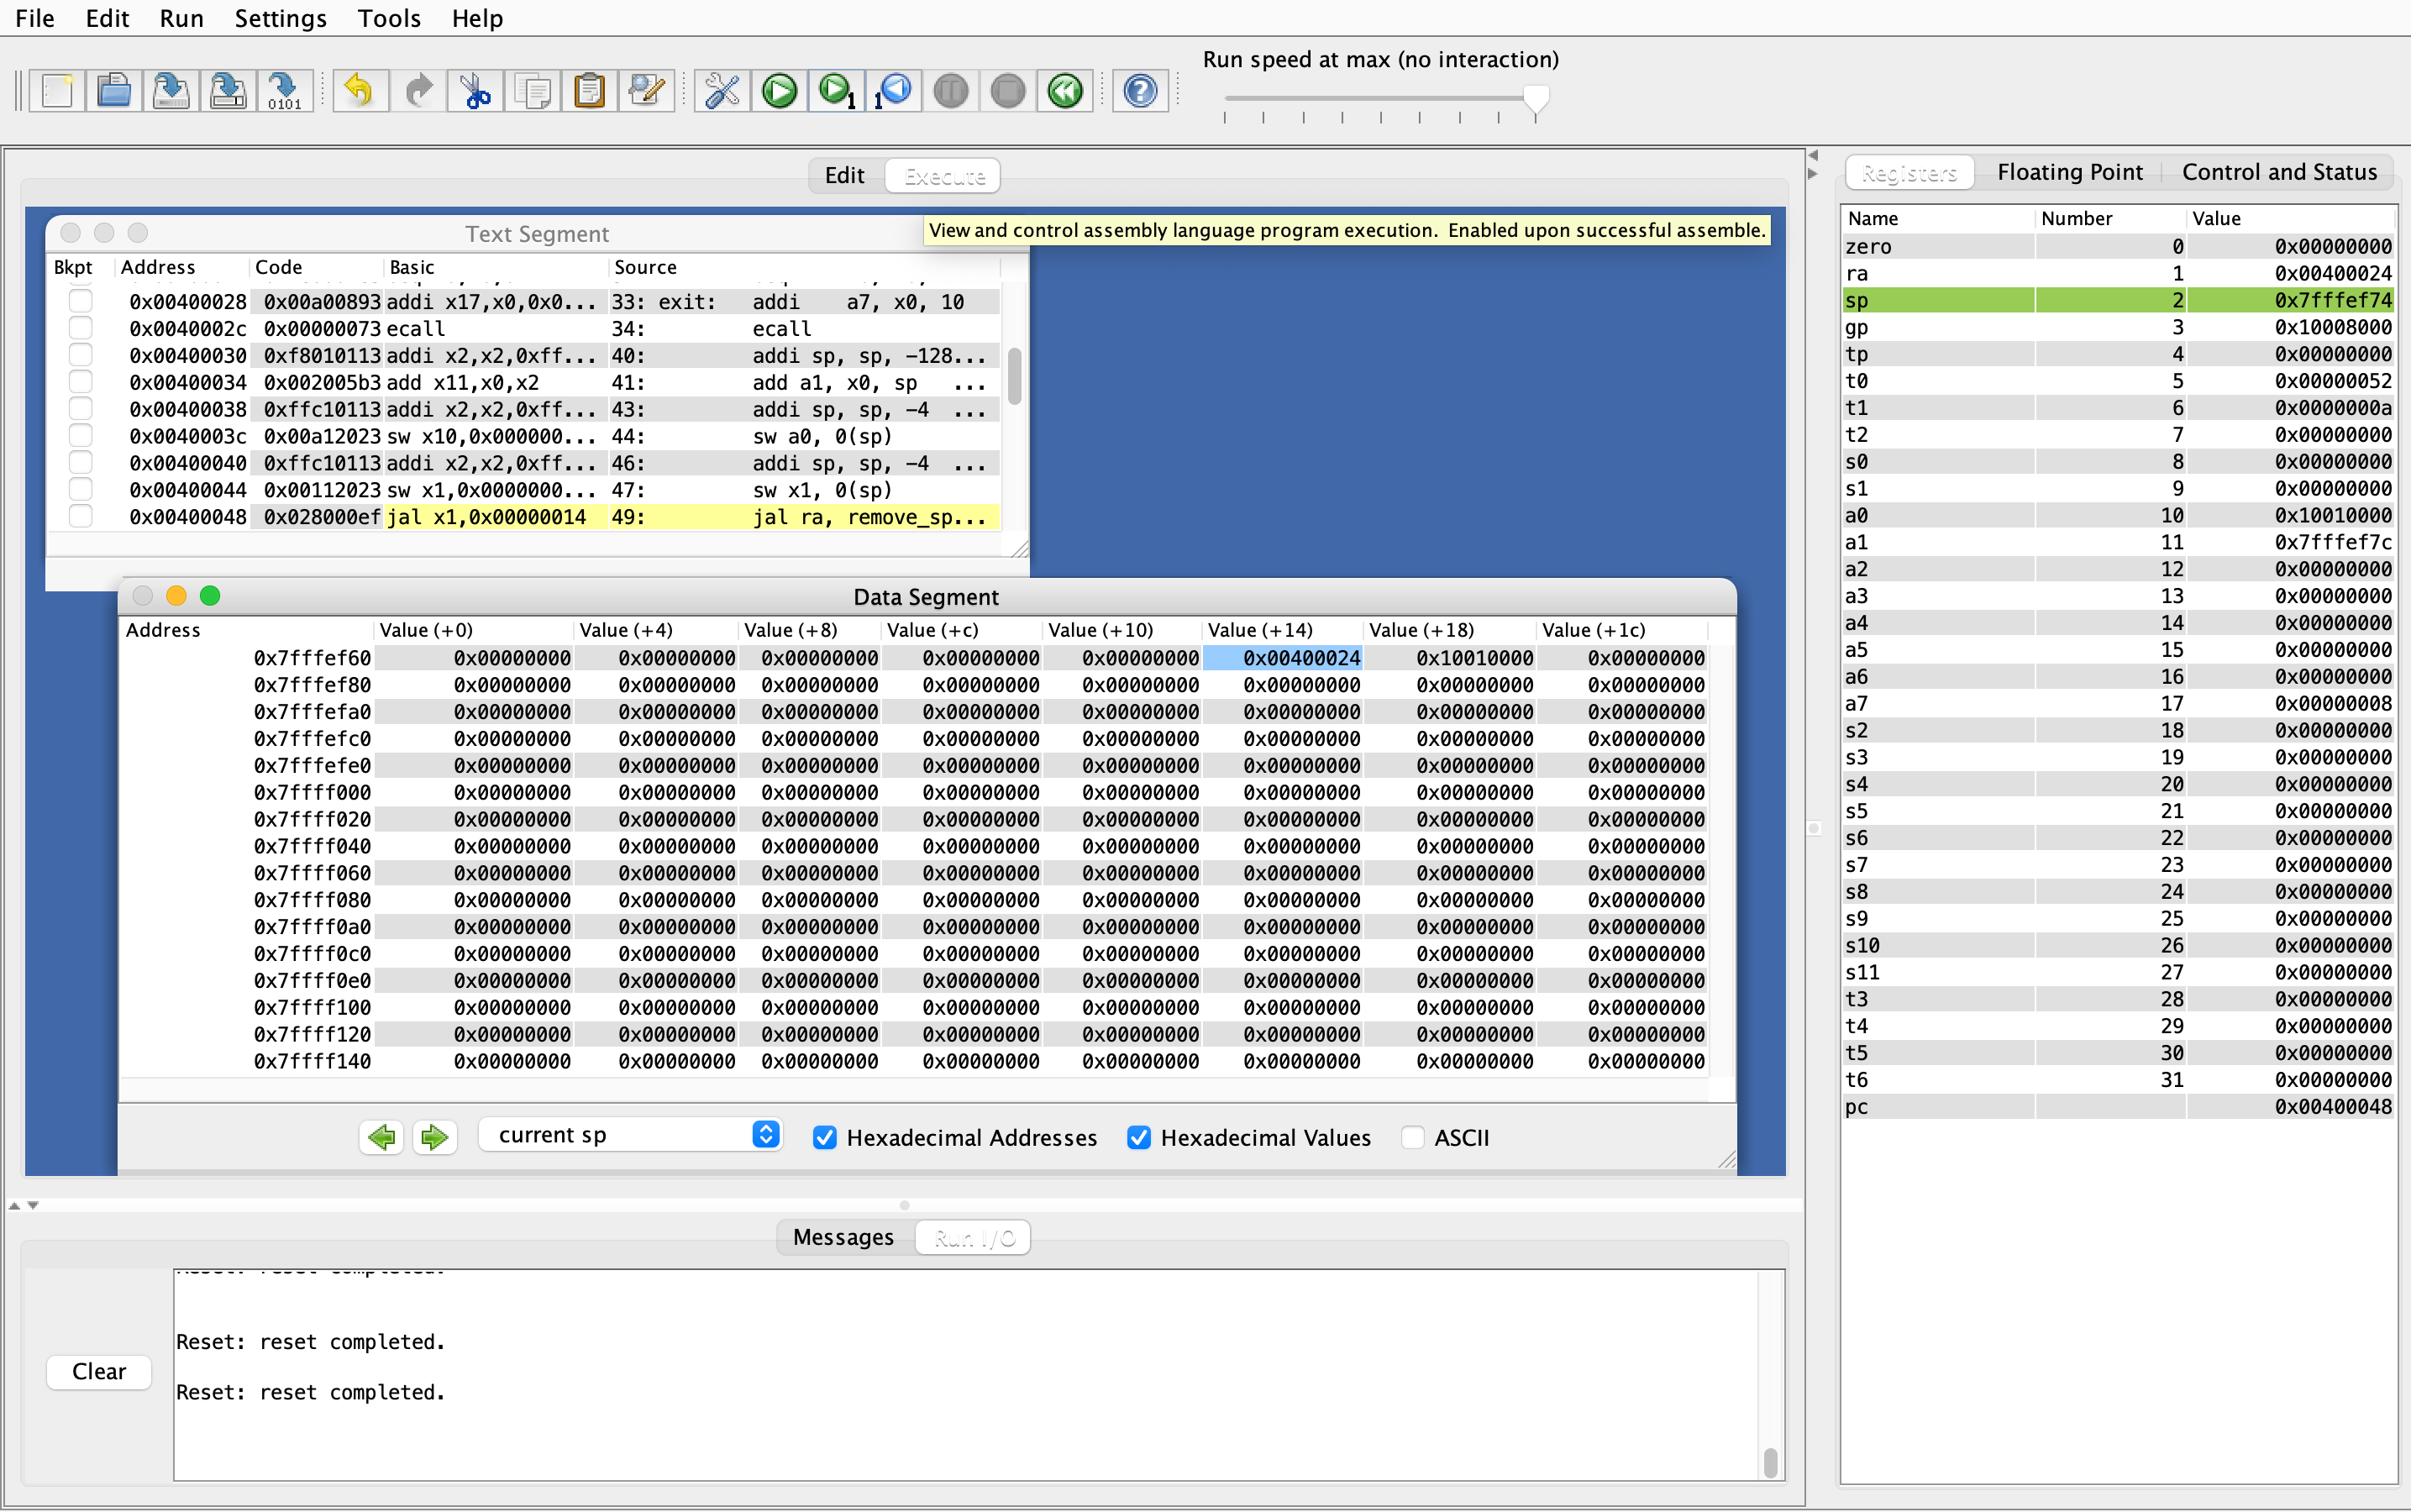 File Edit Run Settings Tools Help
Run speed at max (no interaction)
0101
1
1
Edit Execute
Text Segment
View and control assembly language program execution. Enabled upon successful assemble.
Bkpt Address Code Basic Source
0x00400028 0x00a00893 addi x17,x0,0x0... 33: exit: addi a7, x0, 10
0x0040002c 0x00000073 ecall 34: ecall
0x00400030 0xf8010113 addi x2,x2,0xff... 40: addi sp, sp, -128...
0x00400034 0x002005b3 add x11,x0,x2 41: add a1, x0, sp ...
0x00400038 0xffc10113 addi x2,x2,0xff... 43: addi sp, sp, -4 ...
0x0040003c 0x00a12023 sw x10,0x000000... 44: sw a0, 0(sp)
0x00400040 0xffc10113 addi x2,x2,0xff... 46: addi sp, sp, -4 ...
0x00400044 0x00112023 sw x1,0x0000000... 47: sw x1, 0(sp)
0x00400048 0x028000ef jal x1,0x00000014 49: jal ra, remove_sp...
Data Segment
Address Value (+0) Value (+4) Value (+8) Value (+c) Value (+10) Value (+14) Value (+18) Value (+1c)
0x7fffef60 0x00000000 0x00000000 0x00000000 0x00000000 0x00000000 0x00400024 0x10010000 0x00000000
0x7fffef80 0x00000000 0x00000000 0x00000000 0x00000000 0x00000000 0x00000000 0x00000000 0x00000000
0x7fffefa0 0x00000000 0x00000000 0x00000000 0x00000000 0x00000000 0x00000000 0x00000000 0x00000000
0x7fffefc0 0x00000000 0x00000000 0x00000000 0x00000000 0x00000000 0x00000000 0x00000000 0x00000000
0x7fffefe0 0x00000000 0x00000000 0x00000000 0x00000000 0x00000000 0x00000000 0x00000000 0x00000000
0x7ffff000 0x00000000 0x00000000 0x00000000 0x00000000 0x00000000 0x00000000 0x00000000 0x00000000
0x7ffff020 0x00000000 0x00000000 0x00000000 0x00000000 0x00000000 0x00000000 0x00000000 0x00000000
0x7ffff040 0x00000000 0x00000000 0x00000000 0x00000000 0x00000000 0x00000000 0x00000000 0x00000000
0x7ffff060 0x00000000 0x00000000 0x00000000 0x00000000 0x00000000 0x00000000 0x00000000 0x00000000
0x7ffff080 0x00000000 0x00000000 0x00000000 0x00000000 0x00000000 0x00000000 0x00000000 0x00000000
0x7ffff0a0 0x00000000 0x00000000 0x00000000 0x00000000 0x00000000 0x00000000 0x00000000 0x00000000
0x7ffff0c0 0x00000000 0x00000000 0x00000000 0x00000000 0x00000000 0x00000000 0x00000000 0x00000000
0x7ffff0e0 0x00000000 0x00000000 0x00000000 0x00000000 0x00000000 0x00000000 0x00000000 0x00000000
0x7ffff100 0x00000000 0x00000000 0x00000000 0x00000000 0x00000000 0x00000000 0x00000000 0x00000000
0x7ffff120 0x00000000 0x00000000 0x00000000 0x00000000 0x00000000 0x00000000 0x00000000 0x00000000
0x7ffff140 0x00000000 0x00000000 0x00000000 0x00000000 0x00000000 0x00000000 0x00000000 0x00000000
current sp Hexadecimal Addresses Hexadecimal Values ASCII
Messages Run I/O
Reset: reset completed.
Reset: reset completed.
Reset: reset completed.
Clear
Registers Floating Point Control and Status
Name Number Value
zero 0 0x00000000
ra 1 0x00400024
sp 2 0x7fffef74
gp 3 0x10008000
tp 4 0x00000000
t0 5 0x00000052
t1 6 0x0000000a
t2 7 0x00000000
s0 8 0x00000000
s1 9 0x00000000
a0 10 0x10010000
a1 11 0x7fffef7c
a2 12 0x00000000
a3 13 0x00000000
a4 14 0x00000000
a5 15 0x00000000
a6 16 0x00000000
a7 17 0x00000008
s2 18 0x00000000
s3 19 0x00000000
s4 20 0x00000000
s5 21 0x00000000
s6 22 0x00000000
s7 23 0x00000000
s8 24 0x00000000
s9 25 0x00000000
s10 26 0x00000000
s11 27 0x00000000
t3 28 0x00000000
t4 29 0x00000000
t5 30 0x00000000
t6 31 0x00000000
pc 0x00400048